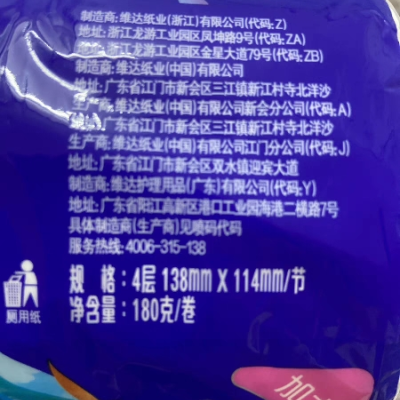 制造商:维达纸业(浙江)有限公司(代码:Z)
地址:浙江龙游工业园区凤坤路9号(代码:ZA)
地址:浙江龙游工业园区金星大道79号(代码:ZB)
制造商:维达纸业(中国)有限公司
地址:广东省江门市新会区三江镇新江村寺北洋沙
生产商:维达纸业(中国)有限公司新会分公司(代码:A)
地址:广东省江门市新会区三江镇新江村寺北洋沙
生产商:维达纸业(中国)有限公司江门分公司(代码:J)
地址:广东省江门市新会区双水镇迎宾大道
制造商:维达护理用品(广东)有限公司(代码:Y)
地址:广东省阳江高新区港口工业园海港二横路7号
具体制造商(生产商)见喷码代码
服务热线:4006-315-138
规 格:4层 138mm X 114mm/节
净含量:180克/卷
厕用纸
加